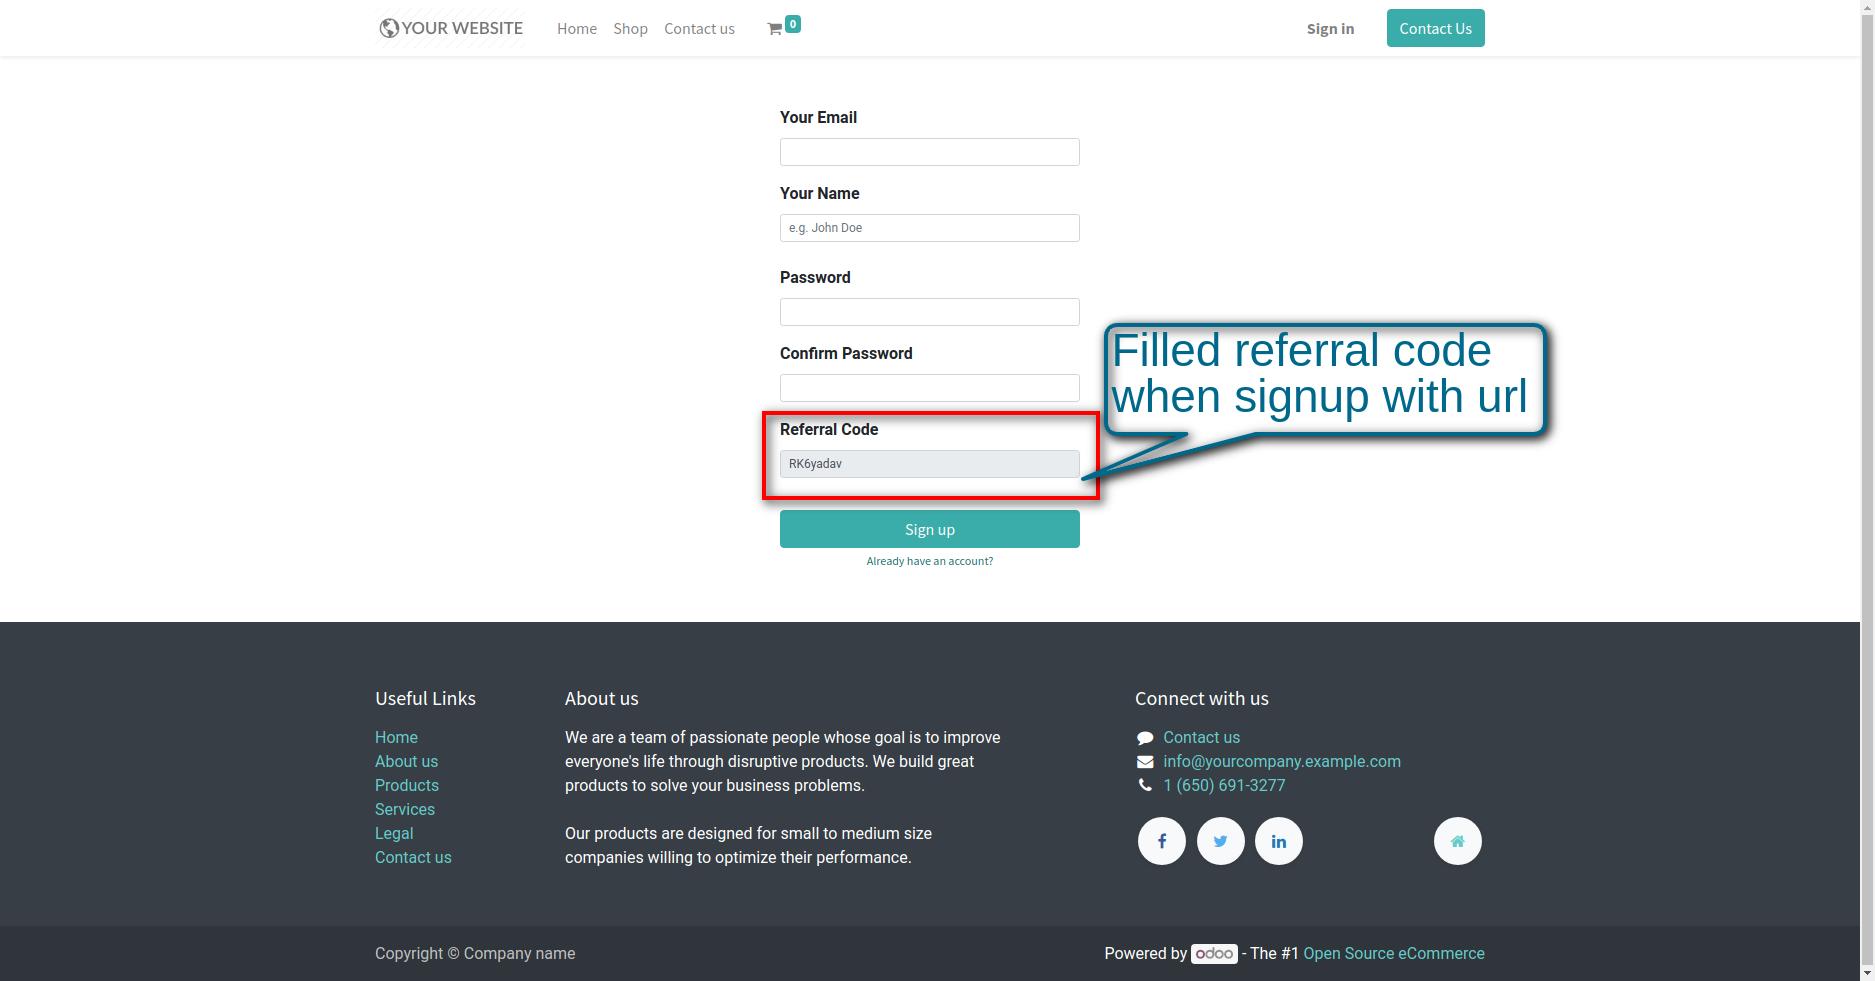 YOUR WEBSITE Home Shop Contact us 0 Sign in Contact Us
Your Email
Your Name
e.g. John Doe
Password
Confirm Password
Filled referral code
when signup with url
Referral Code
RK6yadav
Sign up
Already have an account?
Useful Links
Home
About us
Products
Services
Legal
Contact us
About us
We are a team of passionate people whose goal is to improve
everyone's life through disruptive products. We build great
products to solve your business problems.
Our products are designed for small to medium size
companies willing to optimize their performance.
Connect with us
Contact us
info@yourcompany.example.com
1 (650) 691-3277
Copyright © Company name
Powered by odoo - The #1 Open Source eCommerce